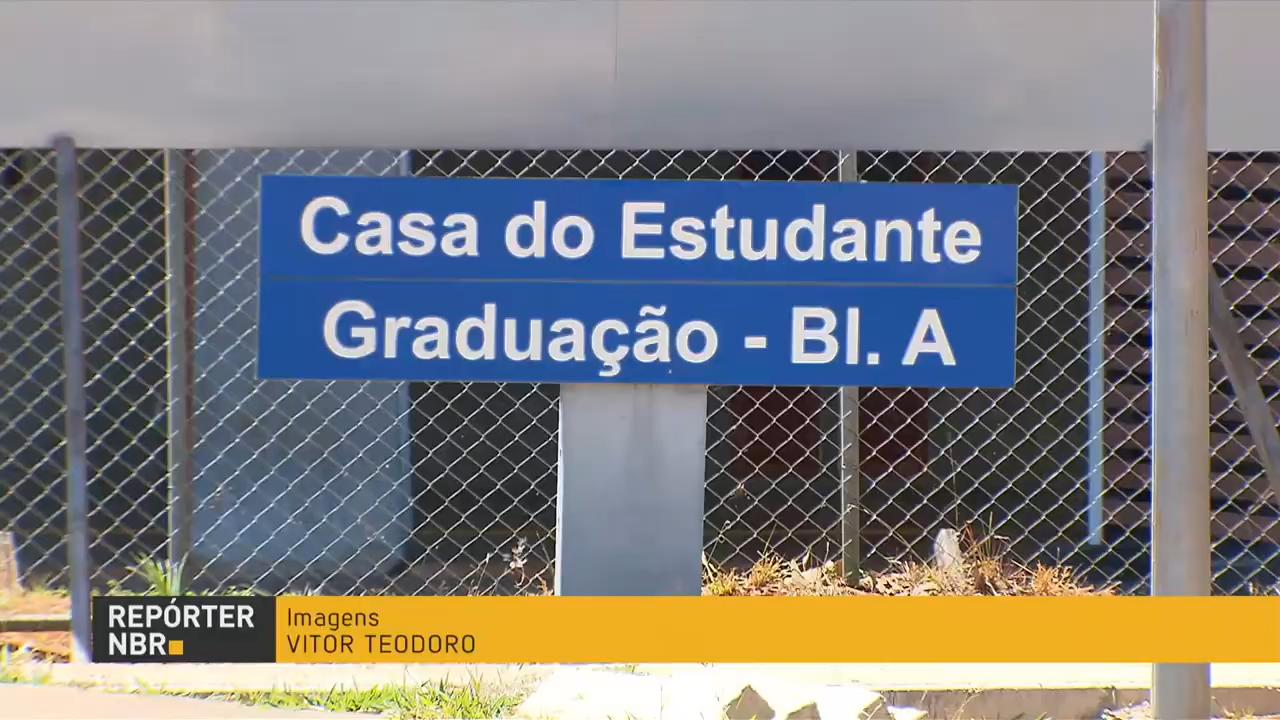 Casa do Estudante
Graduação - Bl. A
REPÓRTER
NBR
Imagens
VITOR TEODORO